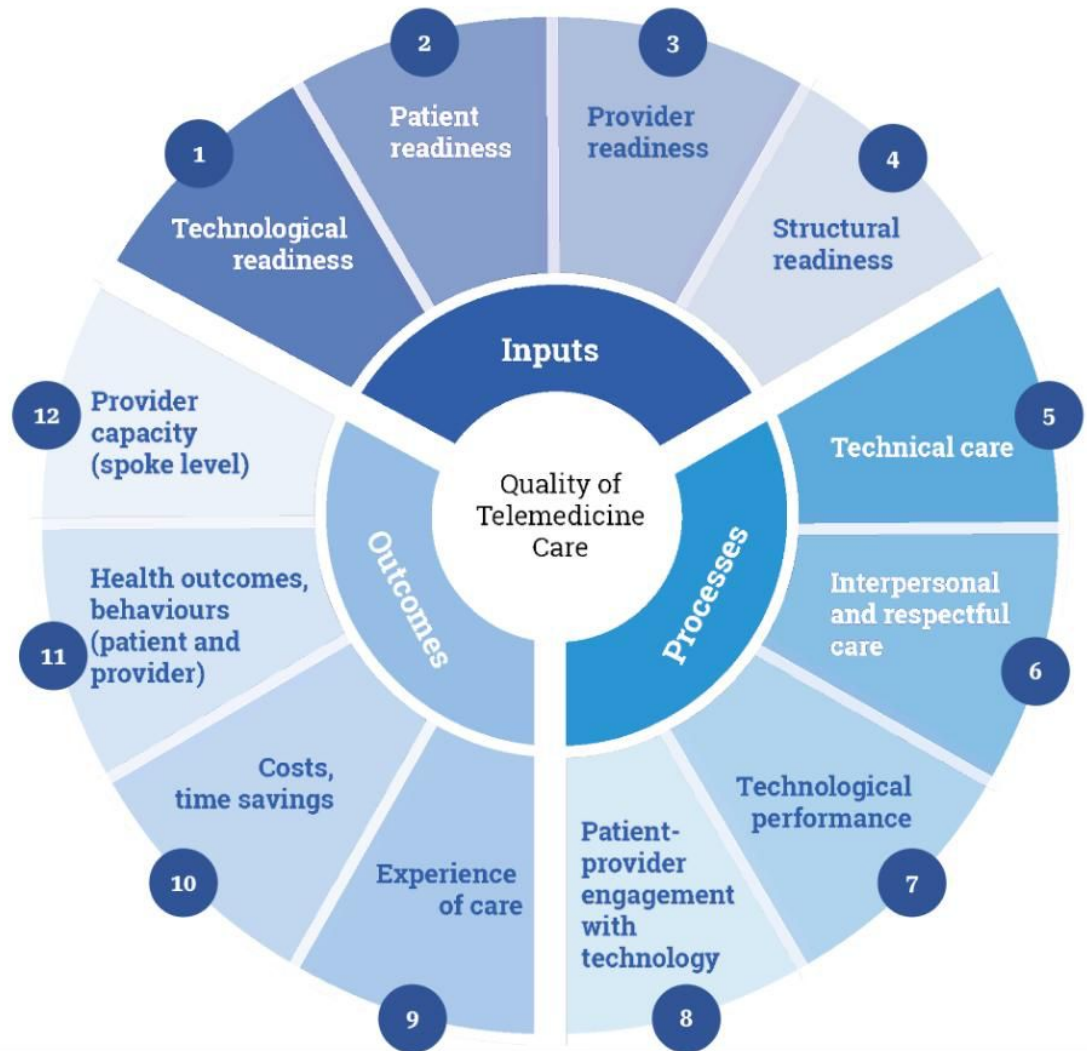 1
Technological
readiness
2
Patient
readiness
3
Provider
readiness
4
Structural
readiness
Inputs
5
Technical care
6
Interpersonal
and respectful
care
7
Technological
performance
8
Patient-
provider
engagement
with
technology
Processes
9
Experience
of care
10
Costs,
time savings
11
Health outcomes,
behaviours
(patient and
provider)
12
Provider
capacity
(spoke level)
Outcomes
Quality of
Telemedicine
Care